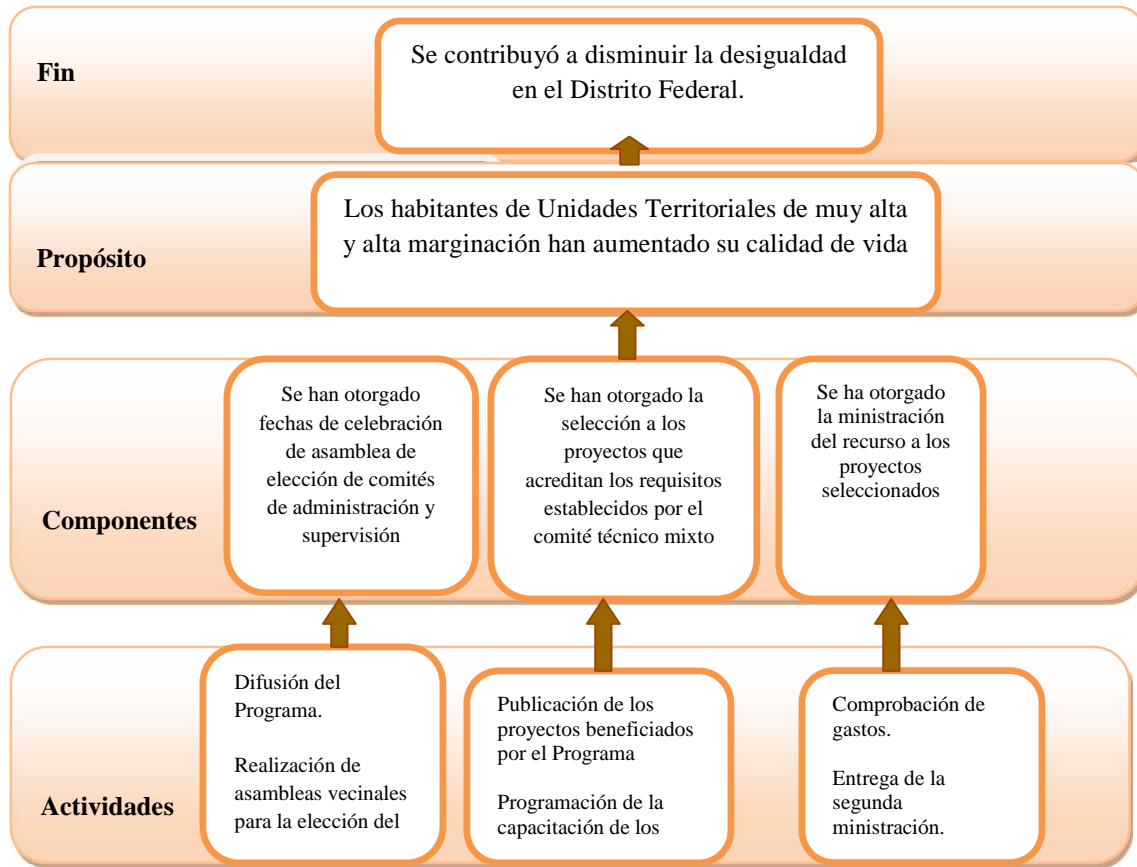 Fin
Se contribuyó a disminuir la desigualdad
en el Distrito Federal.
Propósito
Los habitantes de Unidades Territoriales de muy alta
y alta marginación han aumentado su calidad de vida
Componentes
Se han otorgado
fechas de celebración
de asamblea de
elección de comités
de administración y
supervisión
Se han otorgado la
selección a los
proyectos que
acreditan los requisitos
establecidos por el
comité técnico mixto
Se ha otorgado
la ministración
del recurso a los
proyectos
seleccionados
Actividades
Difusión del
Programa.
Realización de
asambleas vecinales
para la elección del
Publicación de los
proyectos beneficiados
por el Programa
Programación de la
capacitación de los
Comprobación de
gastos.
Entrega de la
segunda
ministración.